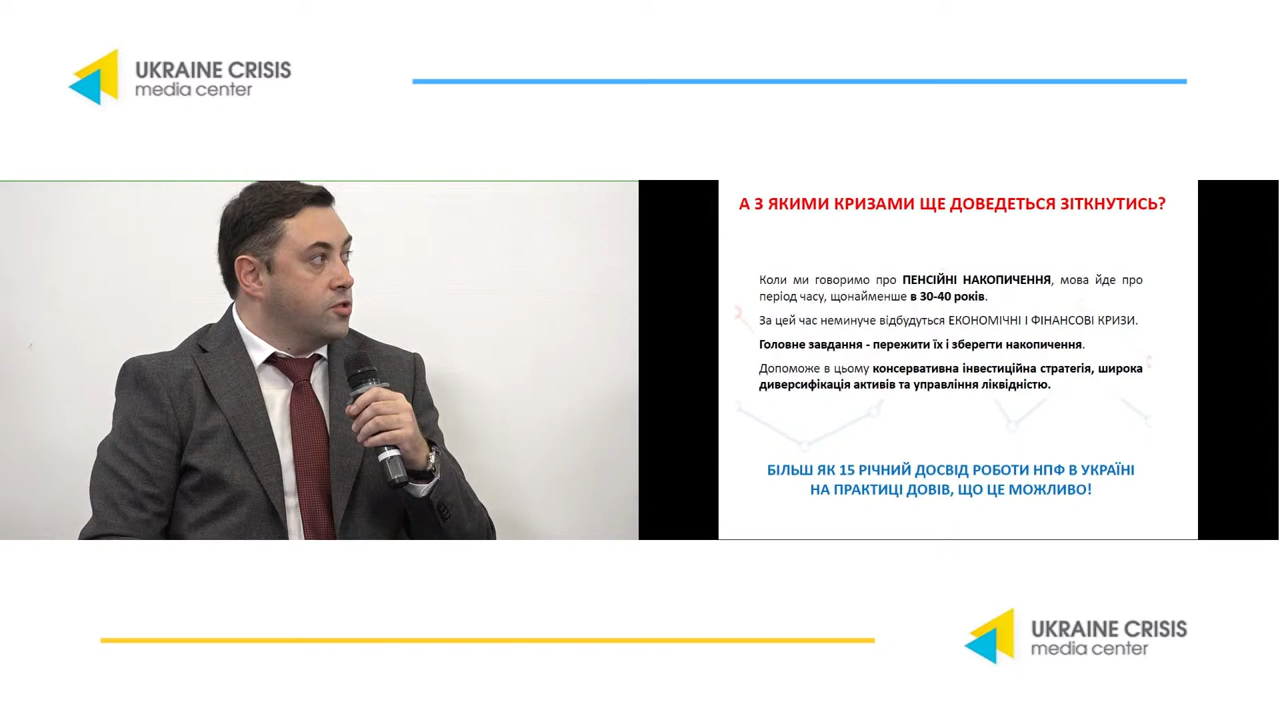 UKRAINE CRISIS
media center
А З ЯКИМИ КРИЗАМИ ЩЕ ДОВЕДЕТЬСЯ ЗІТКНУТИСЬ?
Коли ми говоримо про ПЕНСІЙНІ НАКОПИЧЕННЯ, мова йде про
період часу, щонайменше в 30-40 років.
За цей час неминуче відбудуться ЕКОНОМІЧНІ І ФІНАНСОВІ КРИЗИ.
Головне завдання - пережити їх і зберегти накопичення.
Допоможе в цьому консервативна інвестиційна стратегія, широка
диверсифікація активів та управління ліквідністю.
БІЛЬШ ЯК 15 РІЧНИЙ ДОСВІД РОБОТИ НПФ В УКРАЇНІ
НА ПРАКТИЦІ ДОВІВ, ЩО ЦЕ МОЖЛИВО!
UKRAINE CRISIS
media center